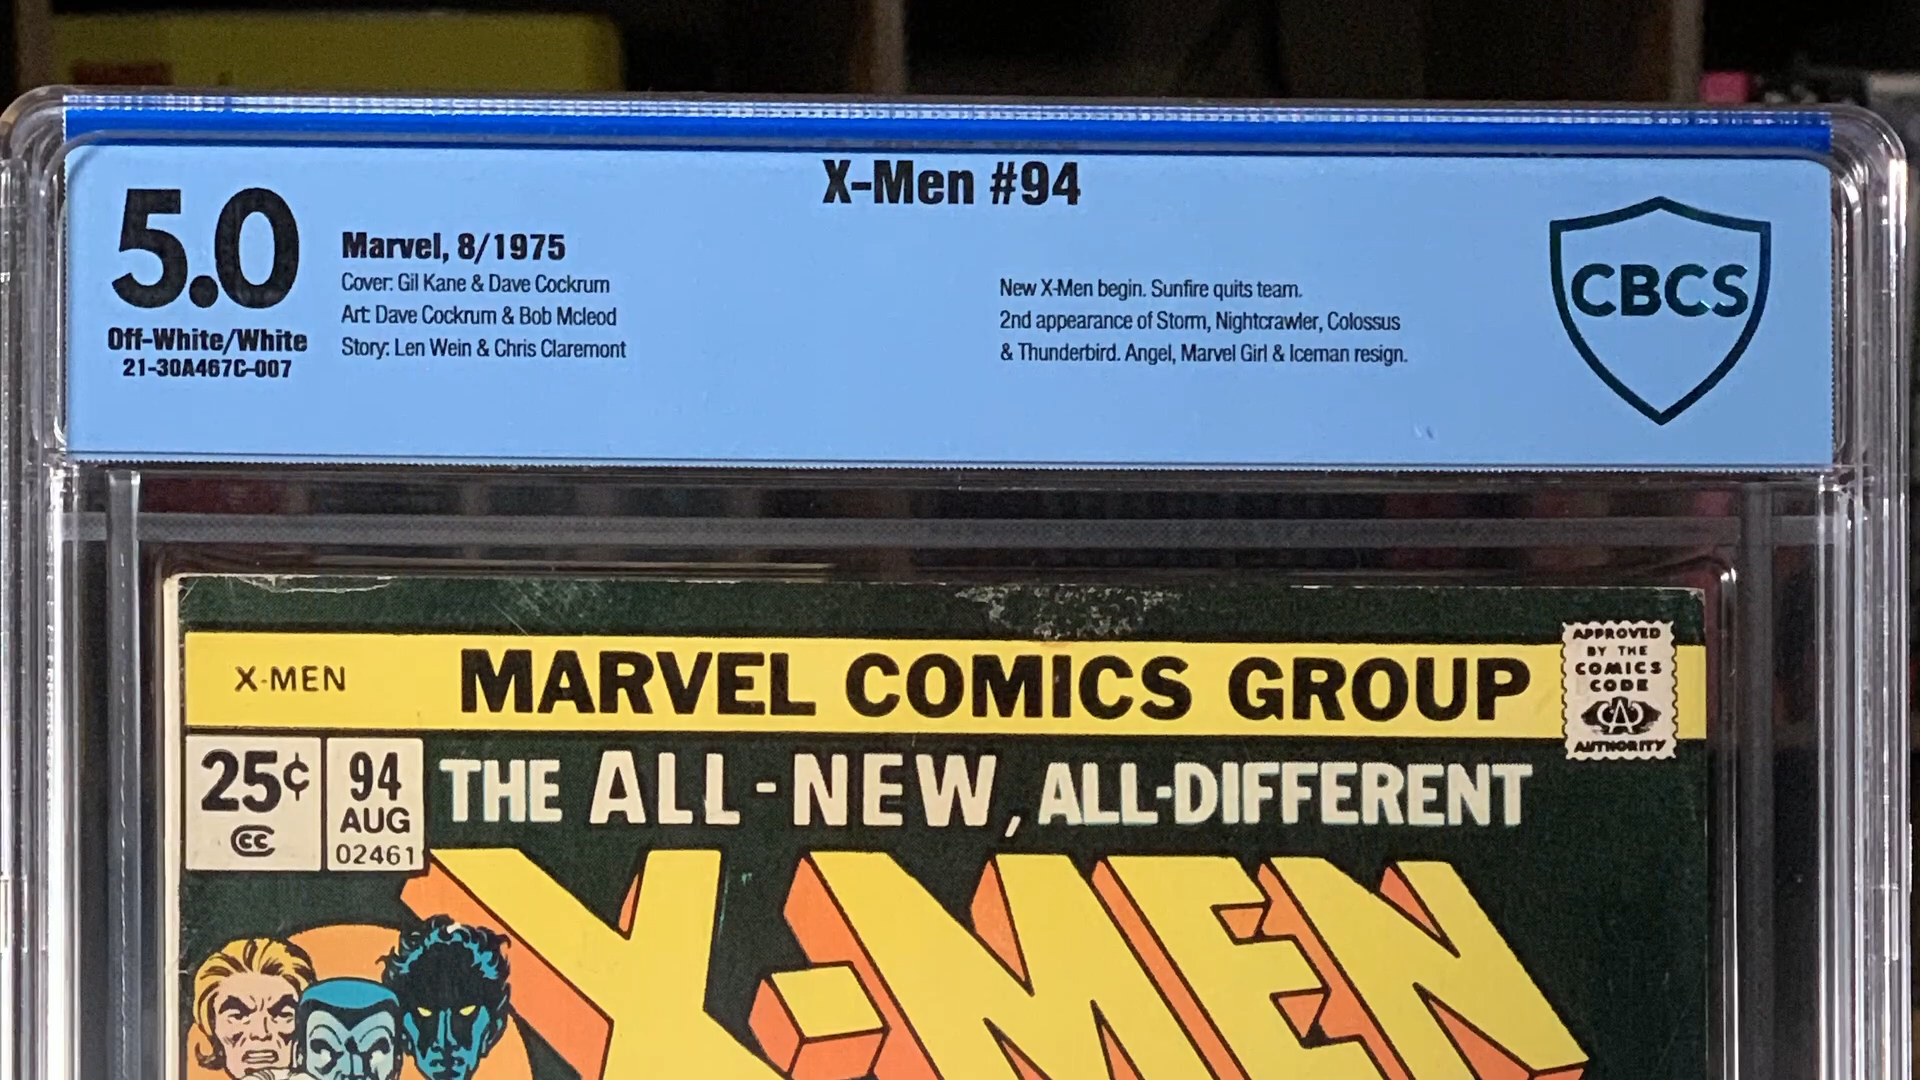 X-Men #94
5.0
Off-White/White
21-30A467C-007
Marvel, 8/1975
Cover: Gil Kane & Dave Cockrum
Art: Dave Cockrum & Bob Mcleod
Story: Len Wein & Chris Claremont
New X-Men begin. Sunfire quits team.
2nd appearance of Storm, Nightcrawler, Colossus
& Thunderbird. Angel, Marvel Girl & Iceman resign.
CBCS
X-MEN
MARVEL COMICS GROUP
APPROVED
BY THE
COMICS
CODE
CA
AUTHORITY
25¢
CC
94
AUG
02461
THE ALL-NEW, ALL-DIFFERENT
X-MEN